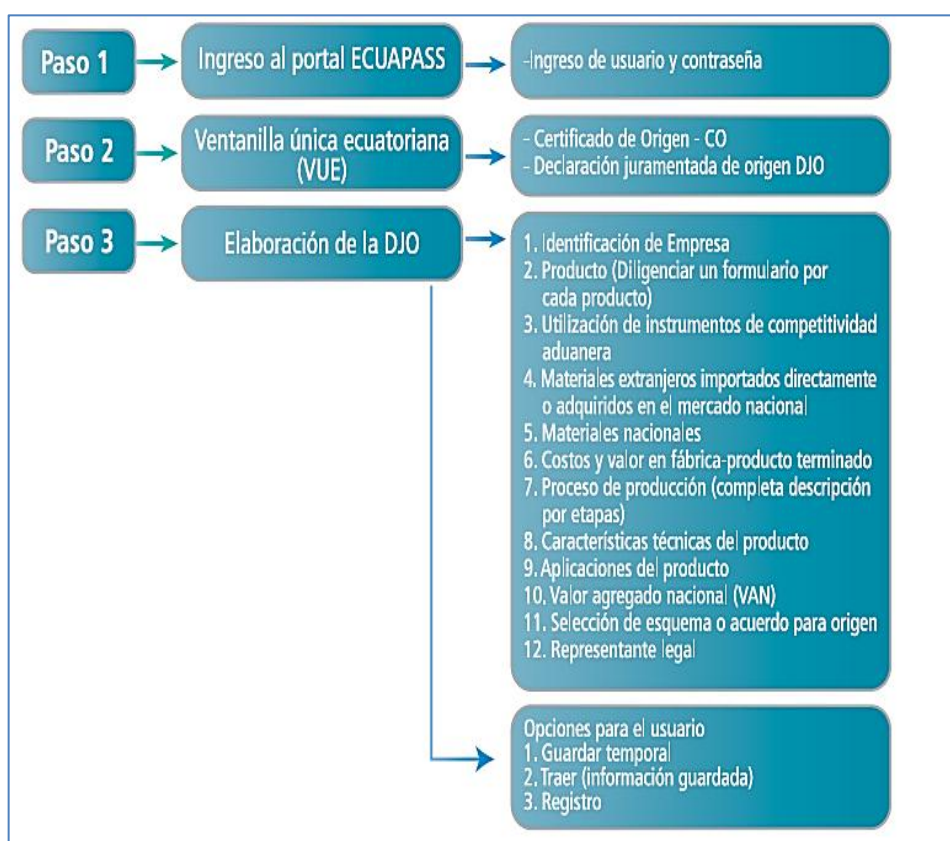 Paso 1
Ingreso al portal ECUAPASS
-Ingreso de usuario y contraseña
Paso 2
Ventanilla única ecuatoriana
(VUE)
- Certificado de Origen - CO
- Declaración juramentada de origen DJO
Paso 3
Elaboración de la DJO
1. Identificación de Empresa
2. Producto (Diligenciar un formulario por
cada producto)
3. Utilización de instrumentos de competitividad
aduanera
4. Materiales extranjeros importados directamente
o adquiridos en el mercado nacional
5. Materiales nacionales
6. Costos y valor en fábrica-producto terminado
7. Proceso de producción (completa descripción
por etapas)
8. Características técnicas del producto
9. Aplicaciones del producto
10. Valor agregado nacional (VAN)
11. Selección de esquema o acuerdo para origen
12. Representante legal
Opciones para el usuario
1. Guardar temporal
2. Traer (información guardada)
3. Registro